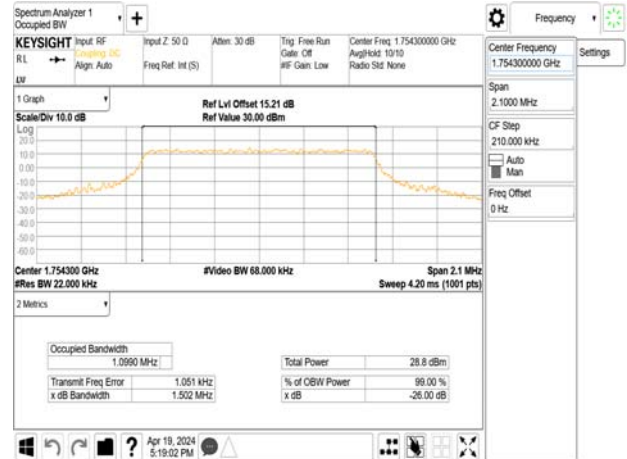 Spectrum Analyzer 1
Occupied BW
Frequency
KEYSIGHT
Input: RF
Coupling: DC
Align: Auto
Input Z: 50 Ω
Freq Ref: Int (S)
Atten: 30 dB
Trig: Free Run
Gate: Off
#IF Gain: Low
Center Freq: 1.754300000 GHz
Avg|Hold: 10/10
Radio Std: None
RL
Center Frequency
1.754300000 GHz
Settings
Span
2.1000 MHz
CF Step
210.000 kHz
Auto
Man
Freq Offset
0 Hz
1 Graph
Scale/Div 10.0 dB
Ref Lvl Offset 15.21 dB
Ref Value 30.00 dBm
Log
20.0
10.0
0.00
-10.0
-20.0
-30.0
-40.0
-50.0
-60.0
Center 1.754300 GHz
#Video BW 68.000 kHz
Span 2.1 MHz
#Res BW 22.000 kHz
Sweep 4.20 ms (1001 pts)
2 Metrics
Occupied Bandwidth
1.0990 MHz
Total Power 28.8 dBm
Transmit Freq Error 1.051 kHz
% of OBW Power 99.00 %
x dB Bandwidth 1.502 MHz
x dB -26.00 dB
?
Apr 19, 2024
5:19:02 PM